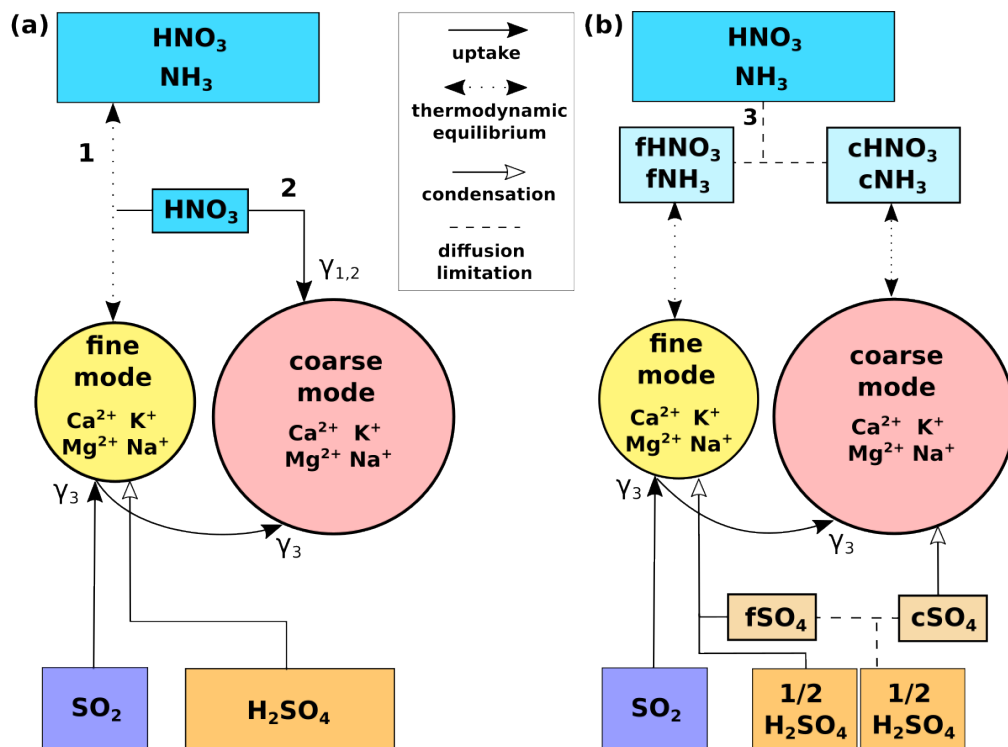 (a)
HNO₃
NH₃
1
2
HNO₃
γ₁,₂
fine
mode
Ca²⁺ K⁺
Mg²⁺ Na⁺
coarse
mode
Ca²⁺ K⁺
Mg²⁺ Na⁺
γ₃
γ₃
SO₂
H₂SO₄
uptake
thermodynamic
equilibrium
condensation
diffusion
limitation
(b)
HNO₃
NH₃
3
fHNO₃
fNH₃
cHNO₃
cNH₃
fine
mode
Ca²⁺ K⁺
Mg²⁺ Na⁺
coarse
mode
Ca²⁺ K⁺
Mg²⁺ Na⁺
γ₃
γ₃
fSO₄
cSO₄
SO₂
1/2
H₂SO₄
1/2
H₂SO₄